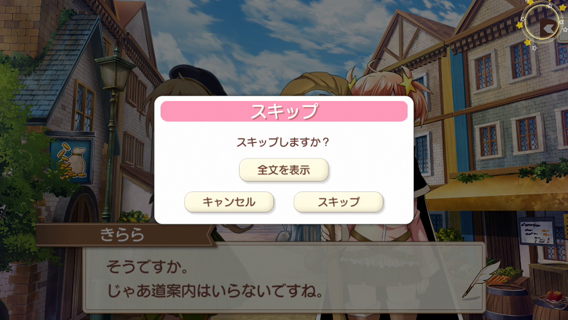 スキップ
スキップしますか？
全文を表示
キャンセル
スキップ
きらら
そうですか。
じゃあ道案内はいらないですね。